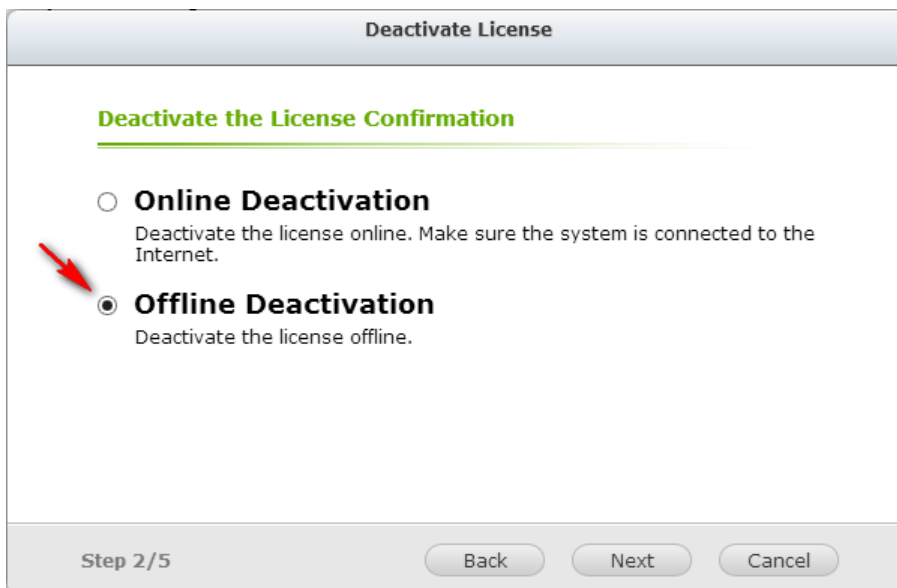 Deactivate License
Deactivate the License Confirmation
Online Deactivation
Deactivate the license online. Make sure the system is connected to the
Internet.
Offline Deactivation
Deactivate the license offline.
Step 2/5
Back
Next
Cancel